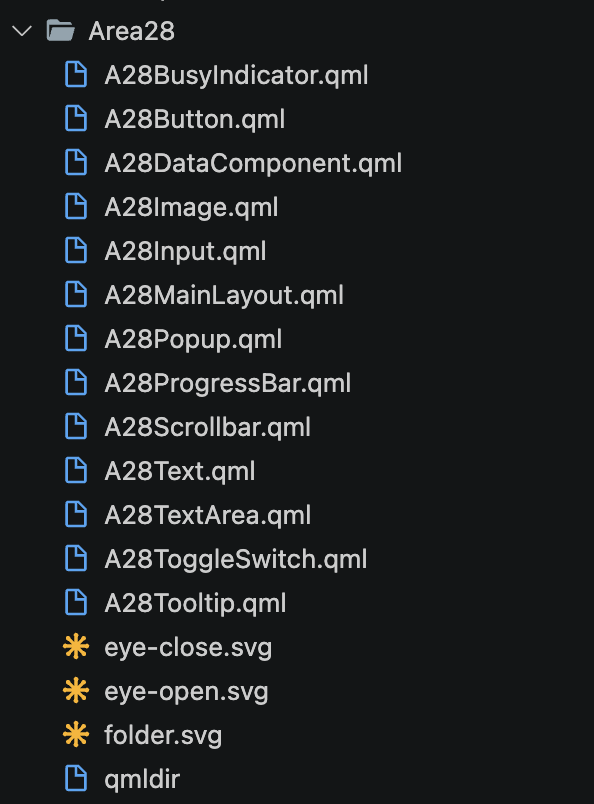 Area28
A28BusyIndicator.qml
A28Button.qml
A28DataComponent.qml
A28Image.qml
A28Input.qml
A28MainLayout.qml
A28Popup.qml
A28ProgressBar.qml
A28Scrollbar.qml
A28Text.qml
A28TextArea.qml
A28ToggleSwitch.qml
A28Tooltip.qml
eye-close.svg
eye-open.svg
folder.svg
qmldir